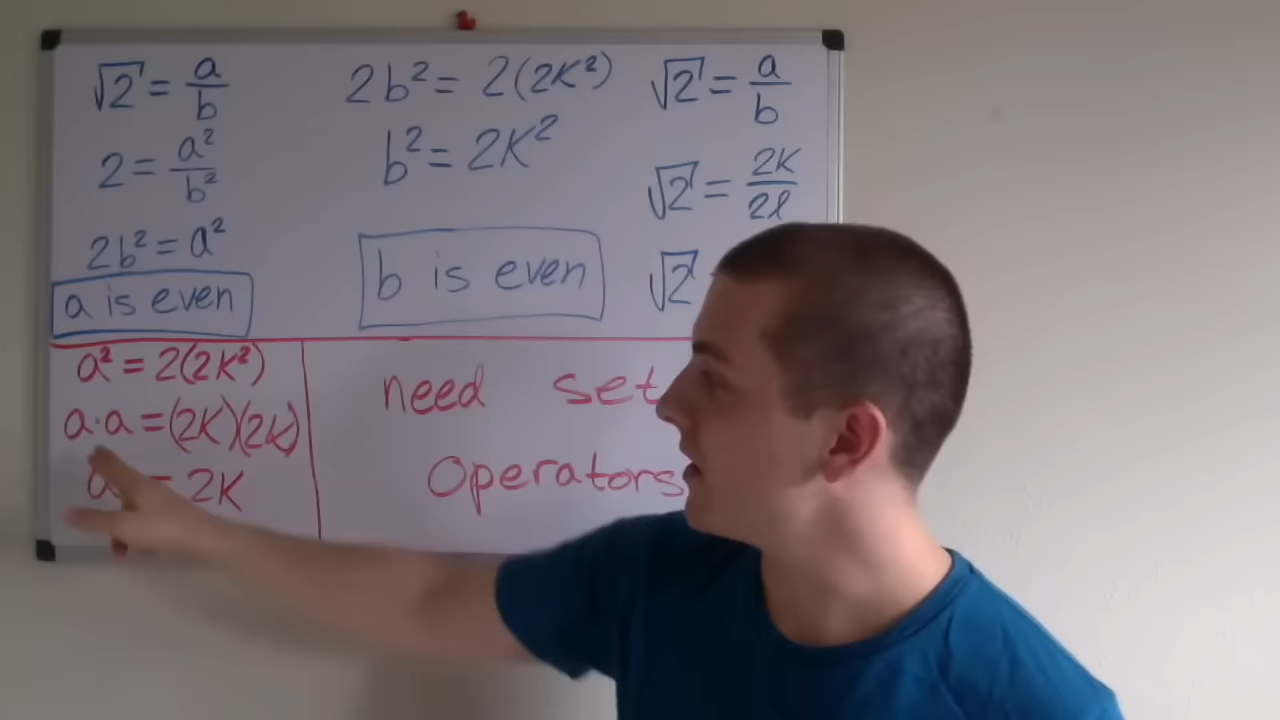 √2 = a/b
2 = a²/b²
2b² = a²
a is even
2b² = 2(2K²)
b² = 2K²
b is even
√2 = a/b
√2 = 2K/2l
√2
a² = 2(2K²)
a·a = (2K)(2K)
a = 2K
need set
Operators